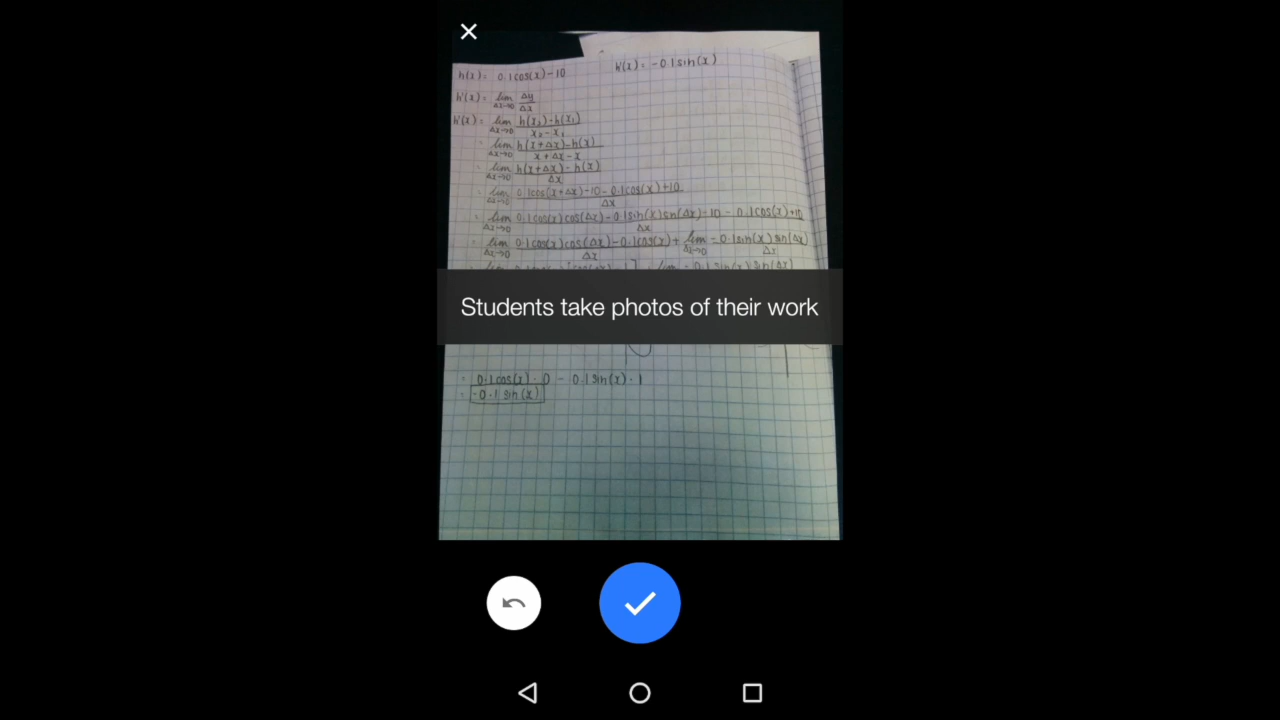 h(x) = 0.1cos(x)-10
h'(x) = -0.1sin(x)
h'(x) = lim Δx→0 Δy/Δx
h'(x) = lim Δx→0 h(x₂)-h(x₁)/x₂-x₁
= lim Δx→0 h(x+Δx)-h(x)/x+Δx-x
= lim Δx→0 h(x+Δx)-h(x)/Δx
= lim Δx→0 0.1cos(x+Δx)-10-0.1cos(x)+10/Δx
= lim Δx→0 0.1cos(x)cos(Δx)-0.1sin(x)sin(Δx)-10-0.1cos(x)+10/Δx
= lim Δx→0 0.1cos(x)cos(Δx)-0.1cos(x)/Δx + lim Δx→0 -0.1sin(x)sin(Δx)/Δx
Students take photos of their work
= 0.1cos(x)·0 - 0.1sin(x)·1
= -0.1sin(x)